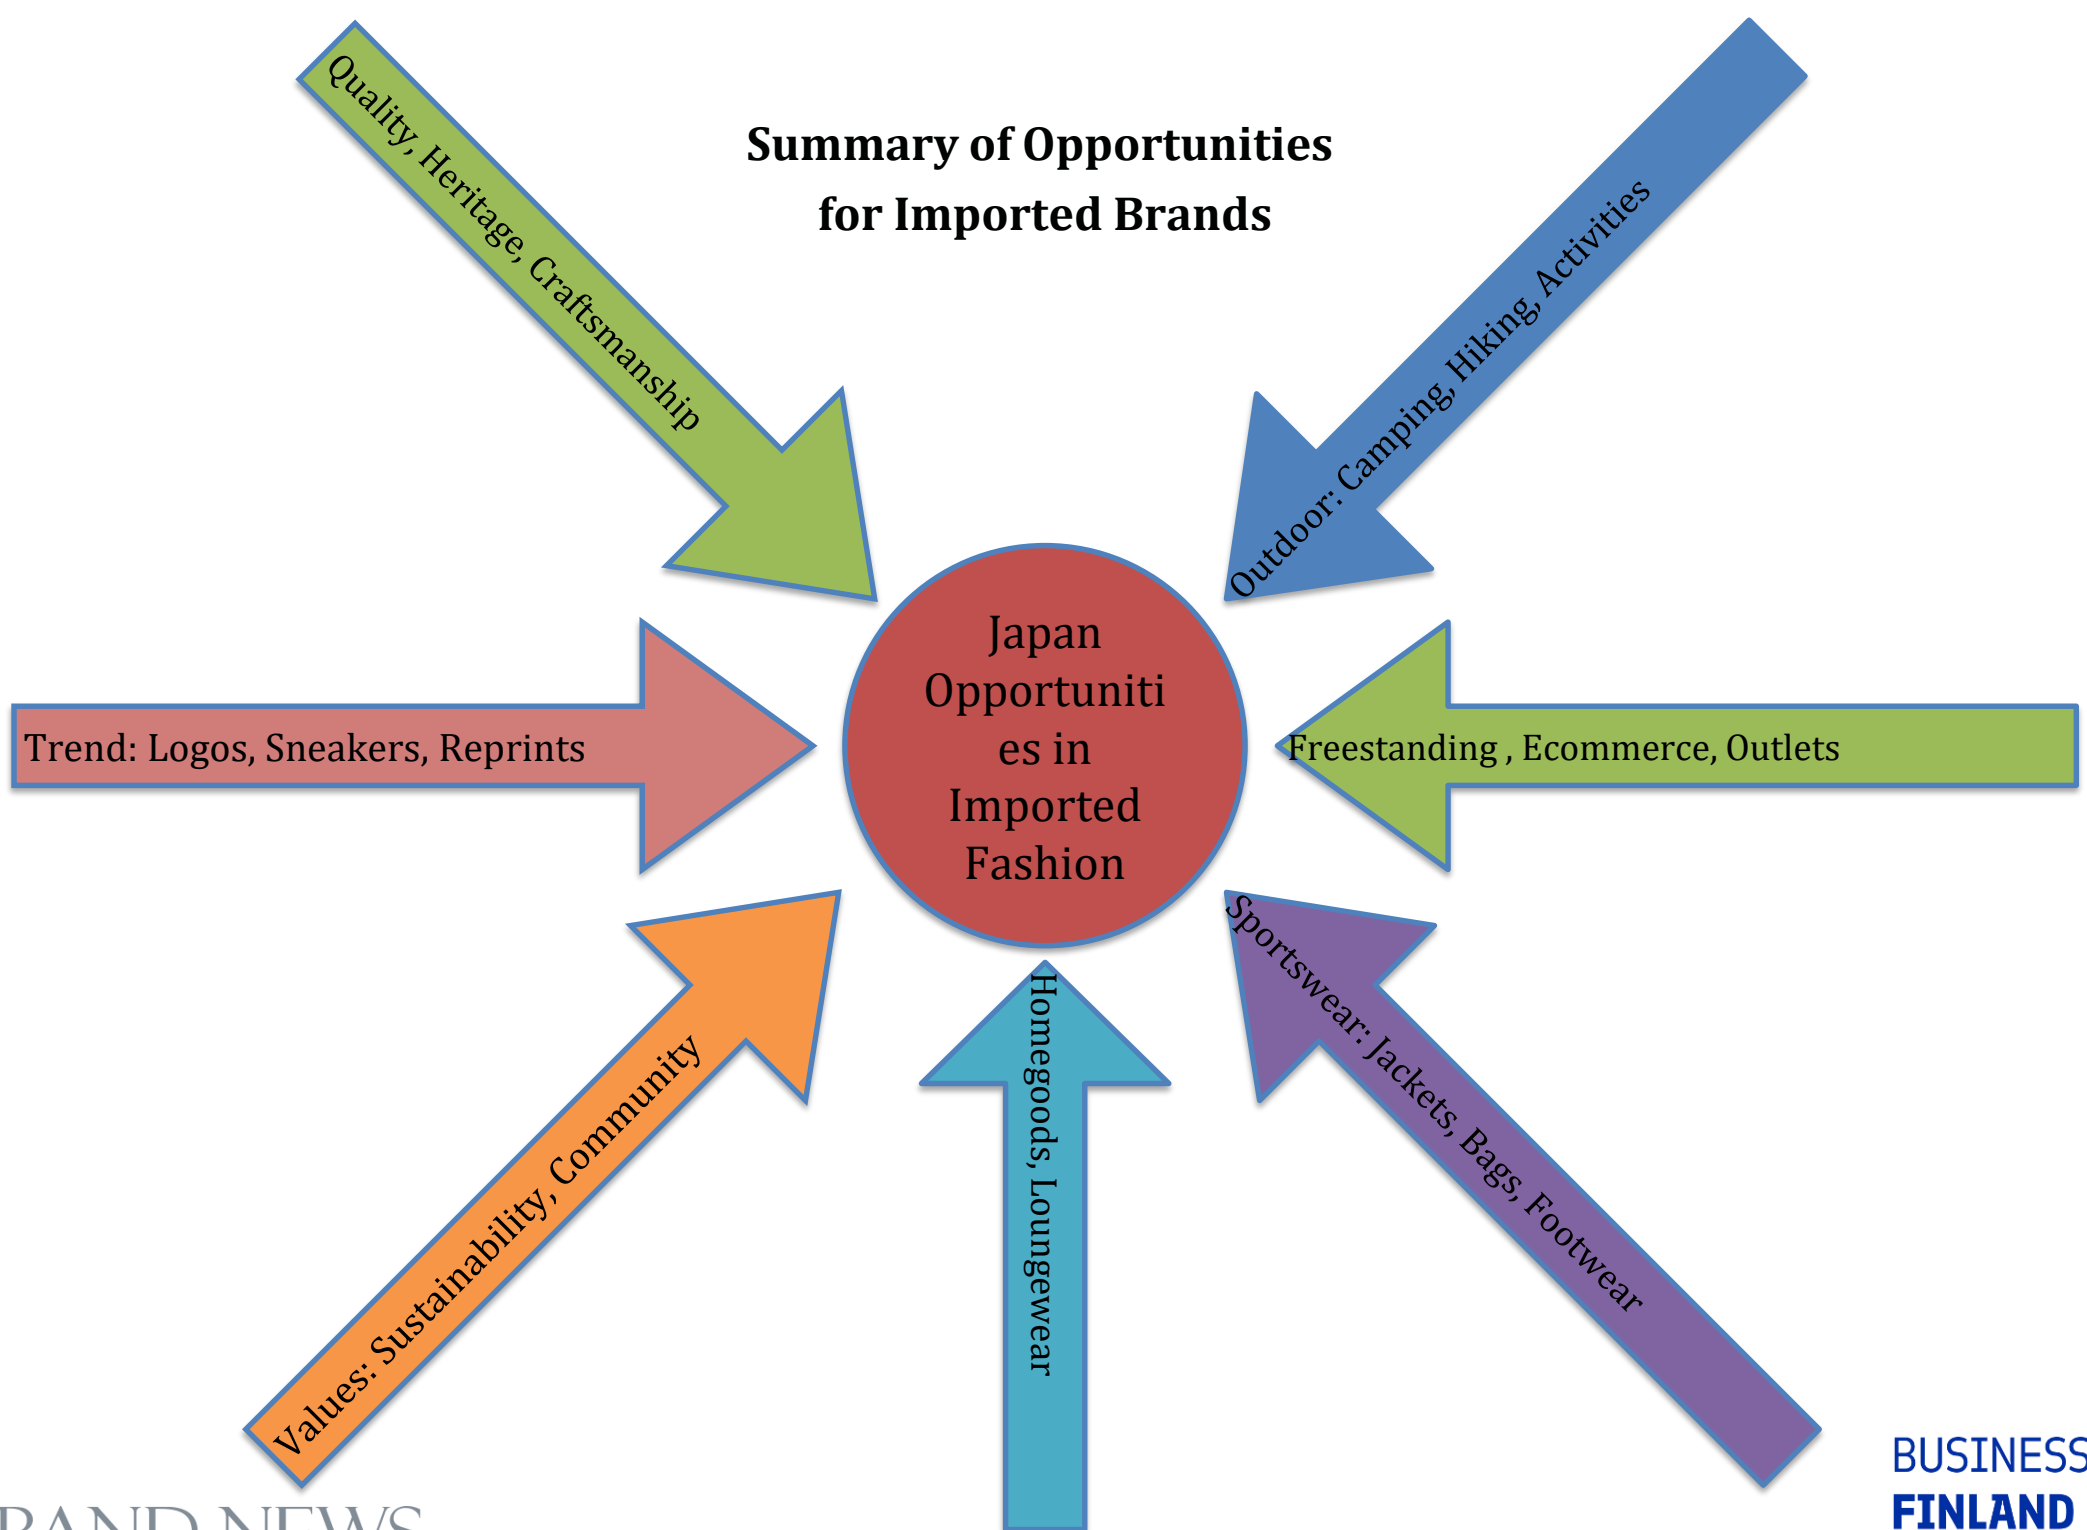 Summary of Opportunities
for Imported Brands
Quality, Heritage, Craftsmanship
Outdoor: Camping, Hiking, Activities
Japan
Opportuniti
es in
Imported
Fashion
Trend: Logos, Sneakers, Reprints
Freestanding , Ecommerce, Outlets
Values: Sustainability, Community
Homegoods, Loungewear
Sportswear: Jackets, Bags, Footwear
BUSINESS
FINLAND
NEWS